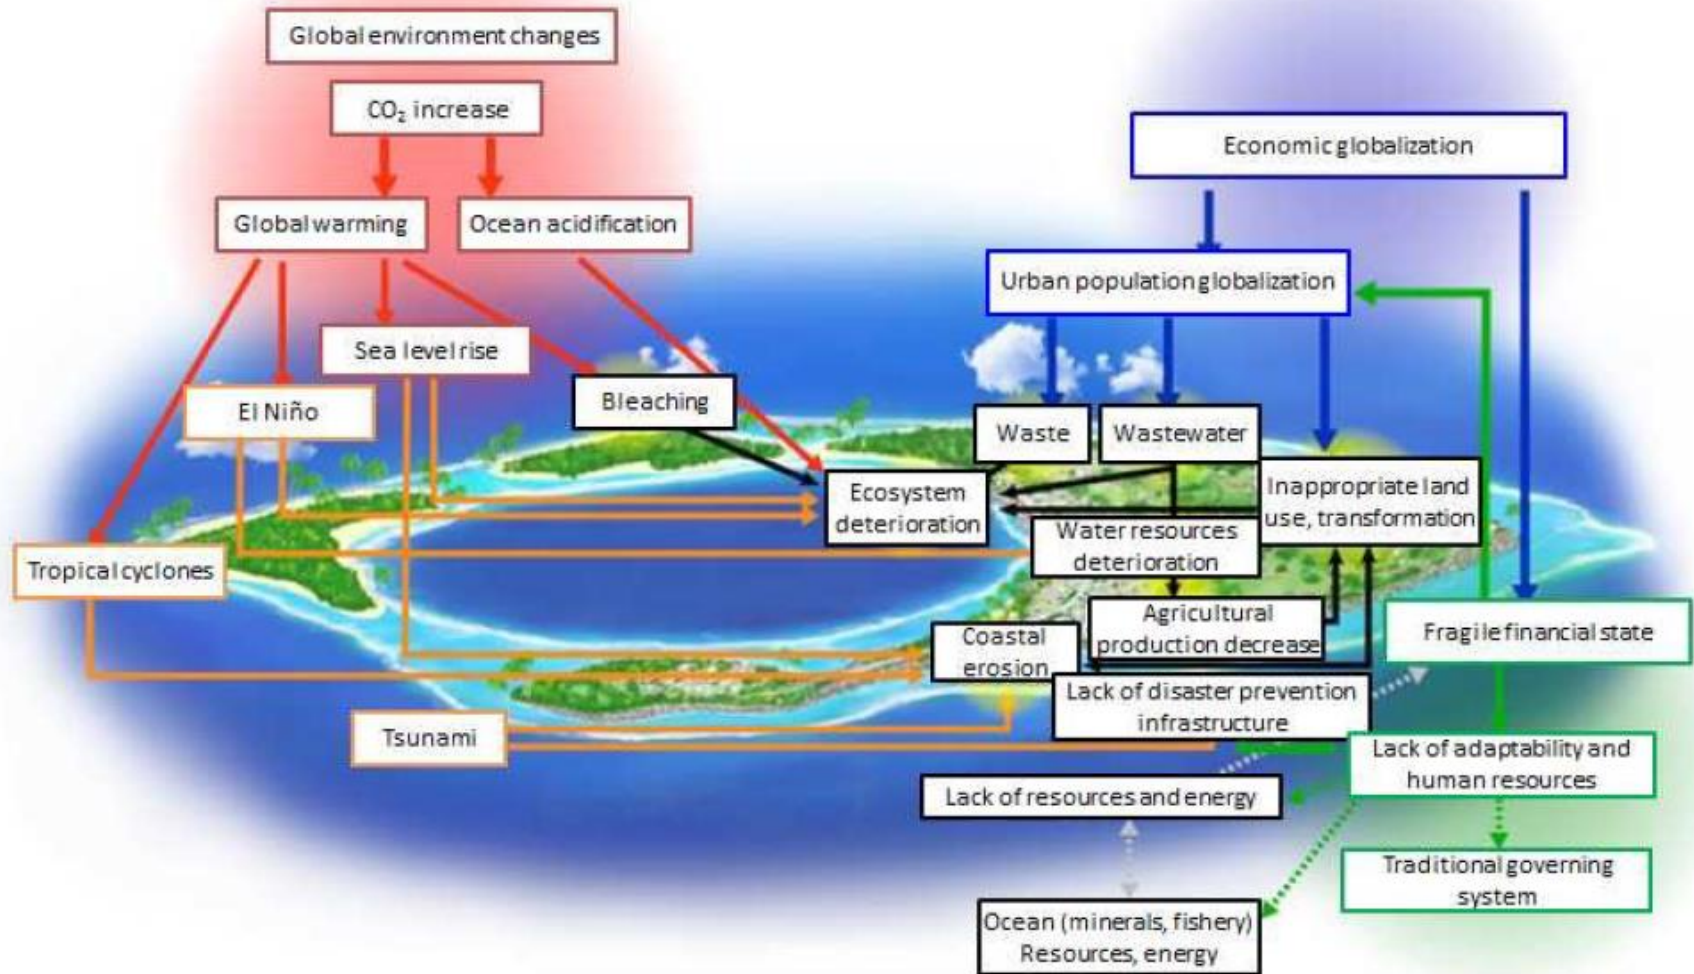 Global environment changes
CO₂ increase
Economic globalization
Global warming
Ocean acidification
Urban population globalization
Sea level rise
El Niño
Bleaching
Waste
Wastewater
Ecosystem
deterioration
Inappropriate land
use, transformation
Water resources
deterioration
Tropical cyclones
Agricultural
production decrease
Coastal
erosion
Fragile financial state
Lack of disaster prevention
infrastructure
Tsunami
Lack of adaptability and
human resources
Lack of resources and energy
Traditional governing
system
Ocean (minerals, fishery)
Resources, energy